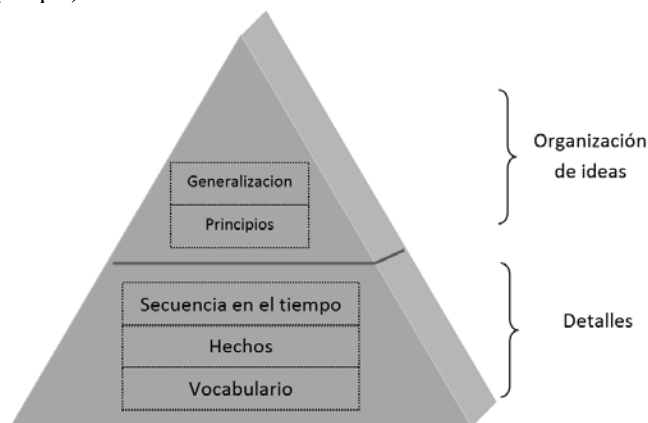 Generalizacion
Principios
Organización
de ideas
Secuencia en el tiempo
Hechos
Vocabulario
Detalles